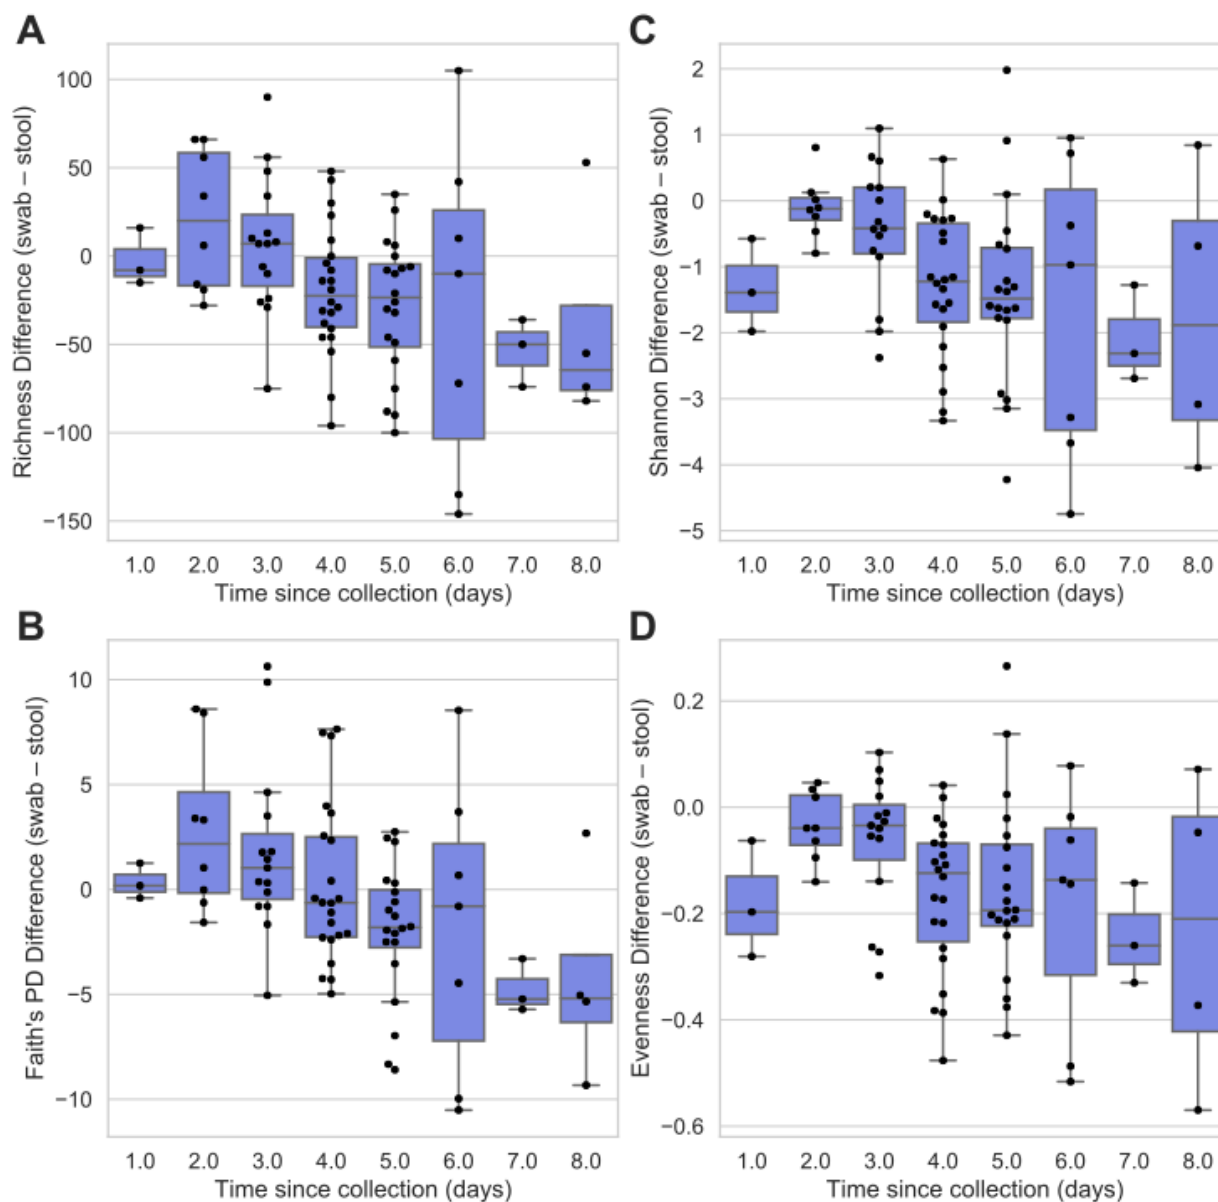 A
Richness Difference (swab – stool)
100
50
0
−50
−100
−150
1.0 2.0 3.0 4.0 5.0 6.0 7.0 8.0
Time since collection (days)
C
Shannon Difference (swab – stool)
2
1
0
−1
−2
−3
−4
−5
1.0 2.0 3.0 4.0 5.0 6.0 7.0 8.0
Time since collection (days)
B
Faith's PD Difference (swab – stool)
10
5
0
−5
−10
1.0 2.0 3.0 4.0 5.0 6.0 7.0 8.0
Time since collection (days)
D
Evenness Difference (swab – stool)
0.2
0.0
−0.2
−0.4
−0.6
1.0 2.0 3.0 4.0 5.0 6.0 7.0 8.0
Time since collection (days)